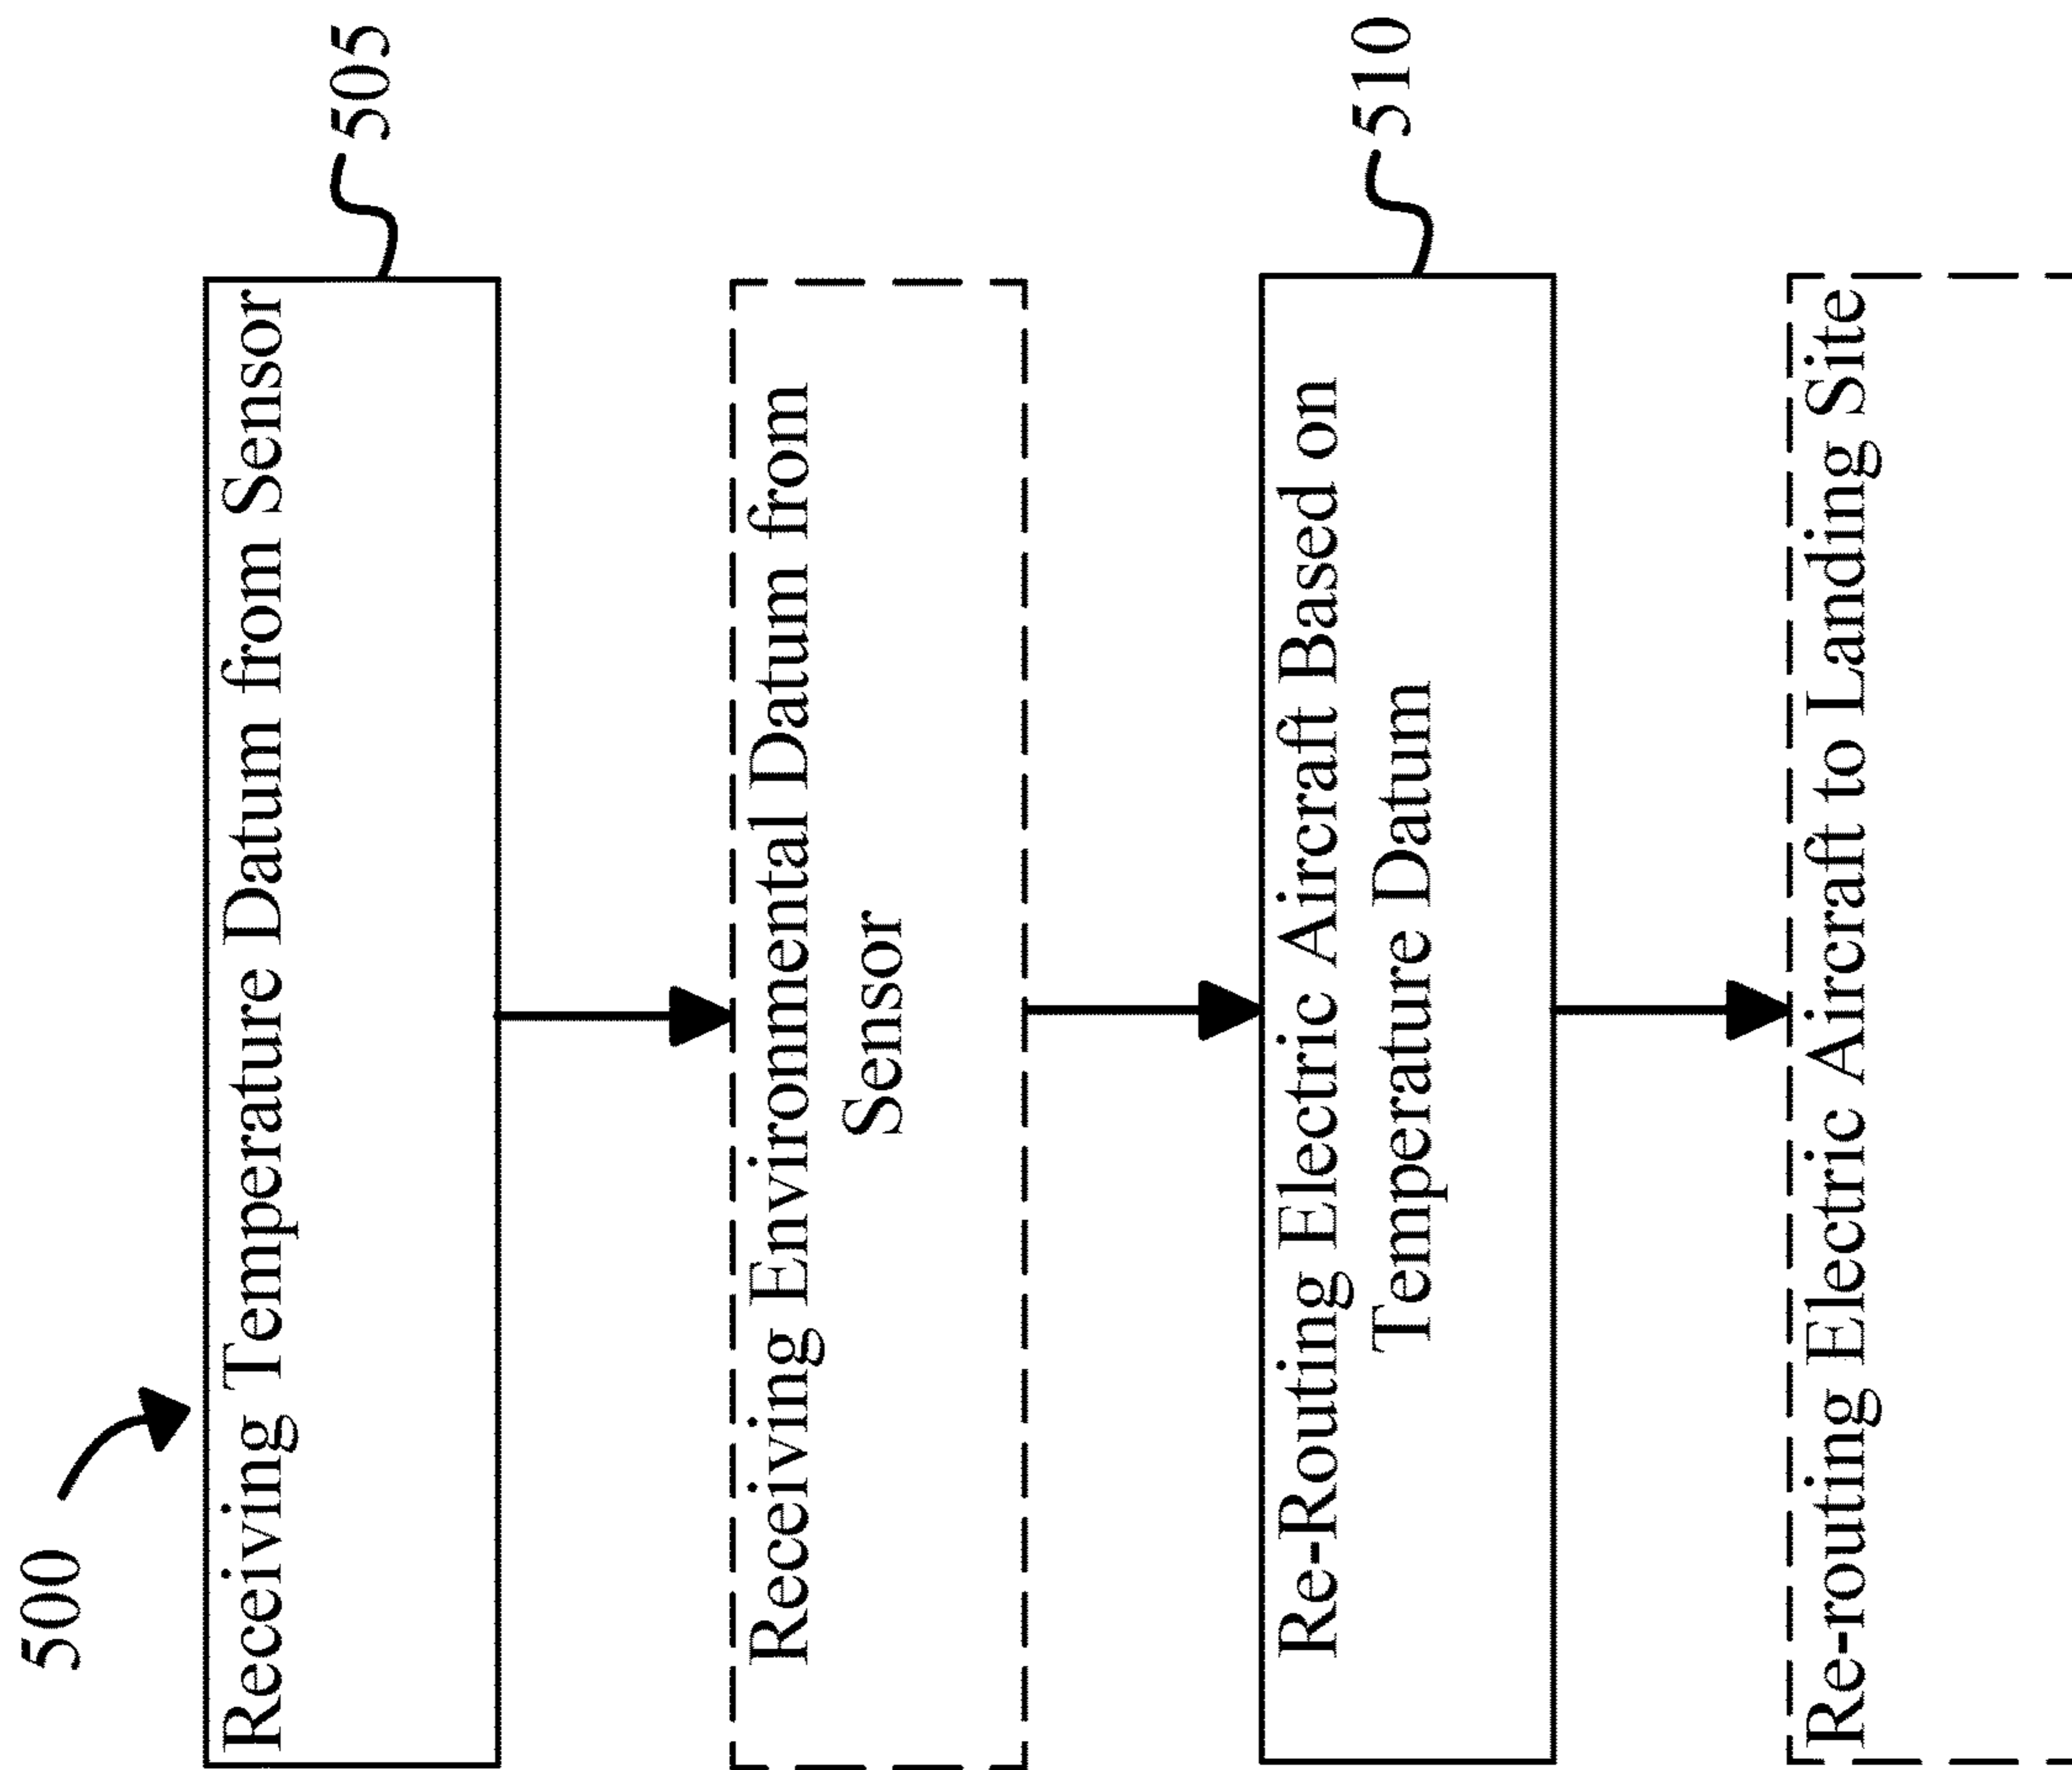 500
Receiving Temperature Datum from Sensor
505
Receiving Environmental Datum from
Sensor
Re-Routing Electric Aircraft Based on
Temperature Datum
510
Re-routing Electric Aircraft to Landing Site